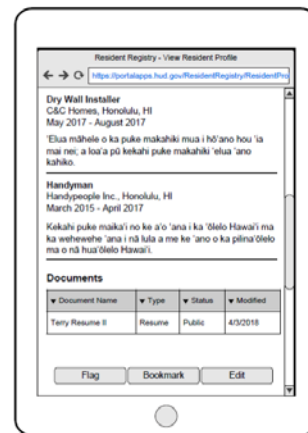 Resident Registry - View Resident Profile
https://portalapps.hud.gov/ResidentRegistry/ResidentPro
Dry Wall Installer
C&C Homes, Honolulu, HI
May 2017 - August 2017
'Elua māhele o ka puke makahiki mua i hō'ano hou 'ia
mai nei; a loa'a pū kekahi puke makahiki 'elua 'ano
kahiko.
Handyman
Handypeople Inc., Honolulu, HI
March 2015 - April 2017
Kekahi puke maika'i no ke a'o 'ana i ka 'ōlelo Hawai'i ma
ka wehewehe 'ana i nā lula a me ke 'ano o ka pilina'ōlelo
ma o nā hua'ōlelo Hawai'i.
Documents
▼ Document Name ▼ Type ▼ Status ▼ Modified
Terry Resume II Resume Public 4/3/2018
Flag Bookmark Edit